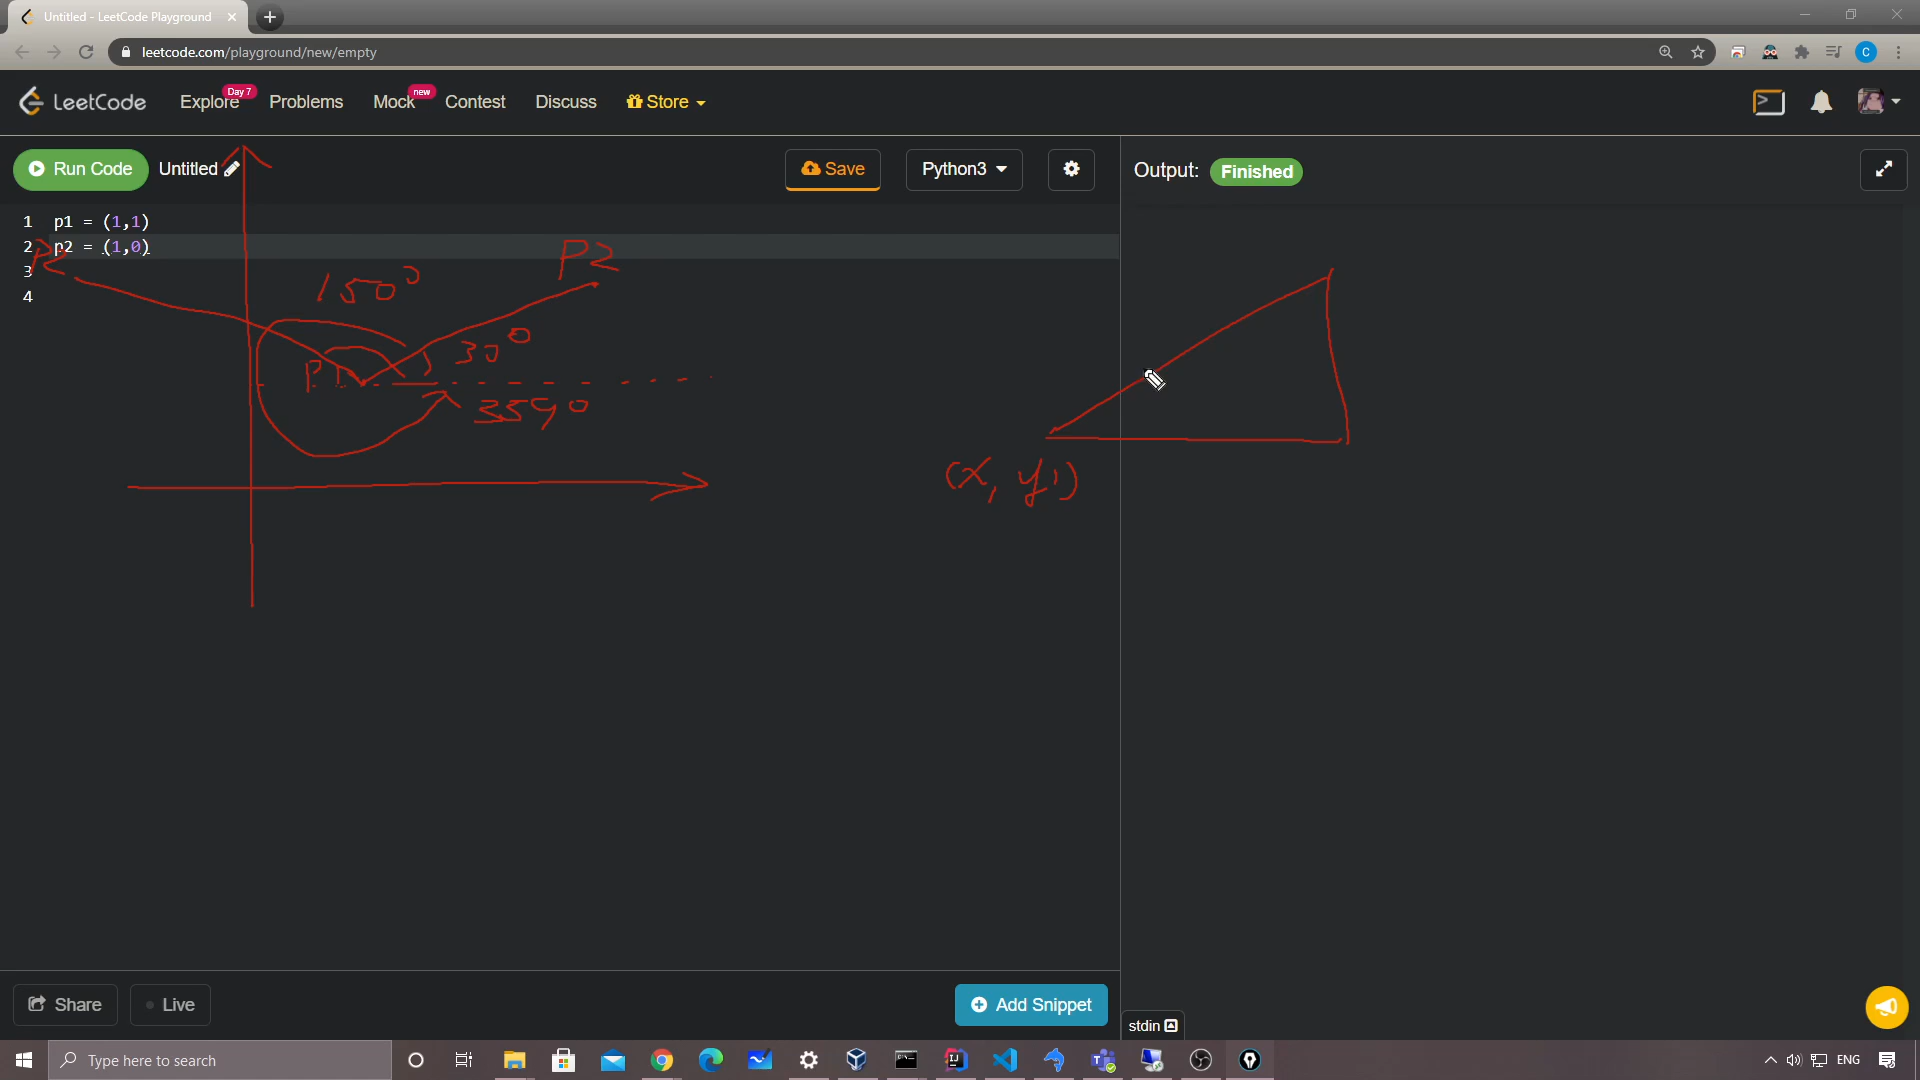 Untitled - LeetCode Playground
leetcode.com/playground/new/empty
C
LeetCode
Explore
Day 7
Problems
Mock
new
Contest
Discuss
Store
Run Code
Untitled
Save
Python3
Output:
Finished
1 p1 = (1,1)
2 p2 = (1,0)
3
4
P2
P2
150°
30°
P1
359°
(x, y1)
Share
Live
Add Snippet
stdin
Type here to search
ENG